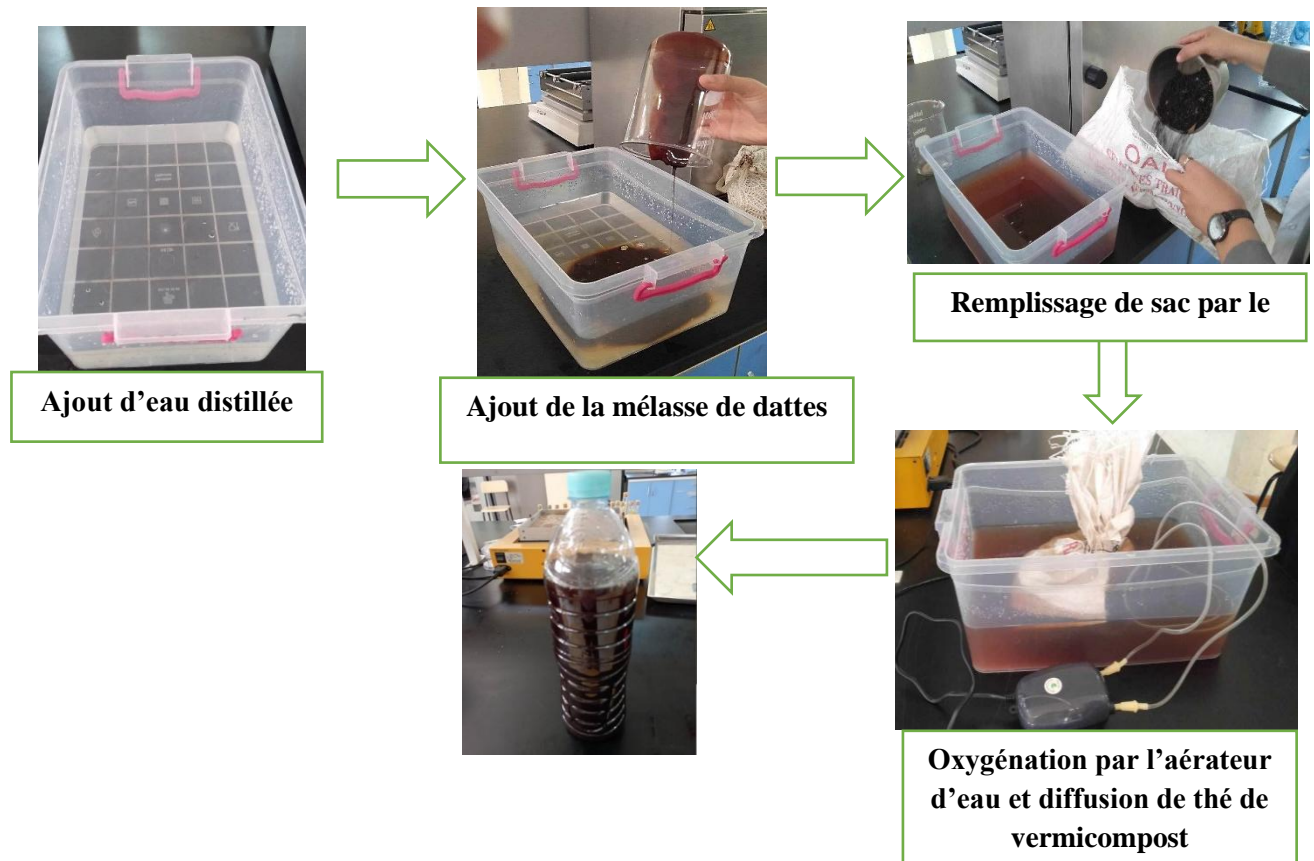 Ajout d’eau distillée
Ajout de la mélasse de dattes
Remplissage de sac par le
Oxygénation par l’aérateur
d’eau et diffusion de thé de
vermicompost